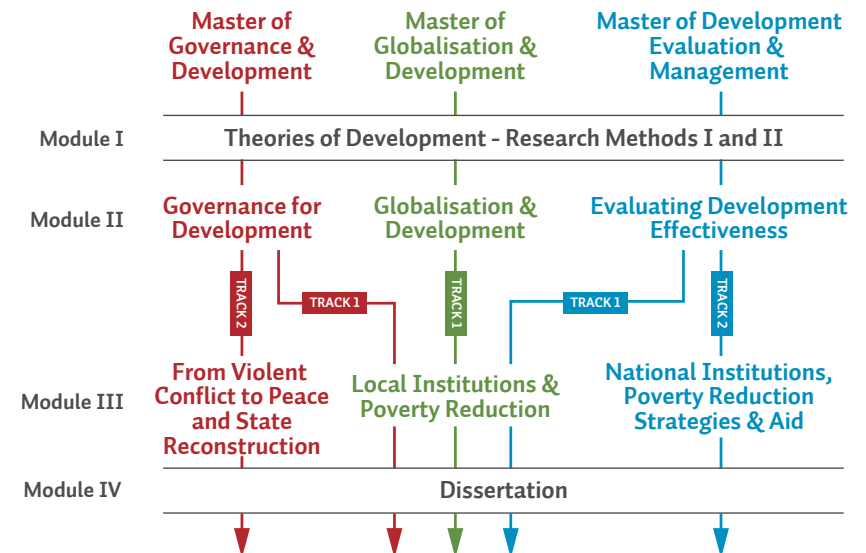 Master of
Governance &
Development
Master of
Globalisation &
Development
Master of Development
Evaluation &
Management
Module I
Theories of Development - Research Methods I and II
Module II
Governance for
Development
Globalisation &
Development
Evaluating Development
Effectiveness
TRACK 2
TRACK 1
TRACK 1
TRACK 1
TRACK 2
Module III
From Violent
Conflict to Peace
and State
Reconstruction
Local Institutions &
Poverty Reduction
National Institutions,
Poverty Reduction
Strategies & Aid
Module IV
Dissertation